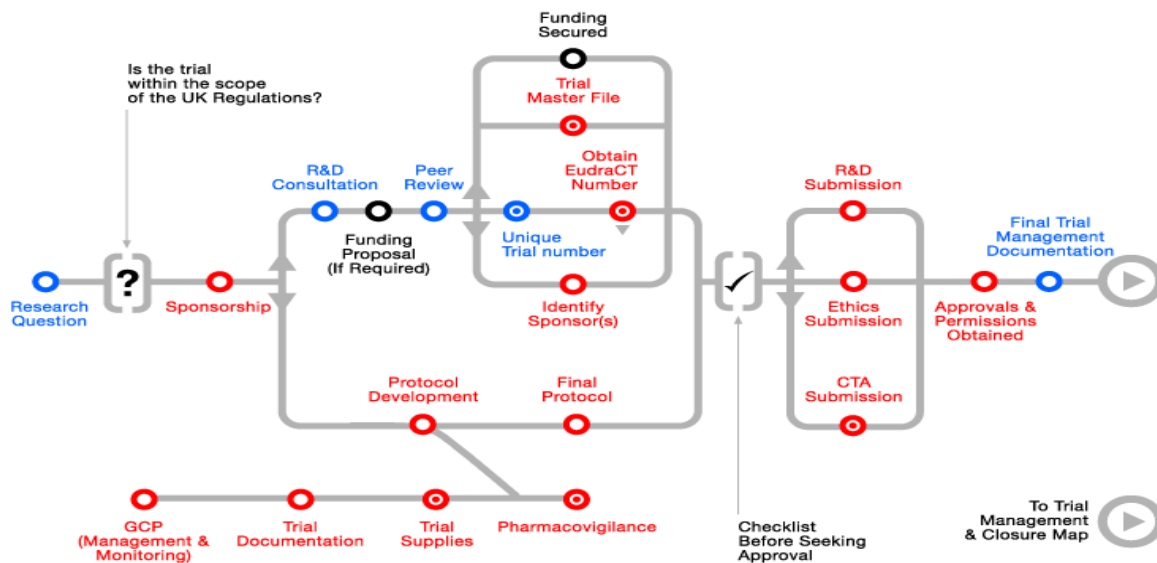 Funding
Secured
Is the trial
within the scope
of the UK Regulations?
Trial
Master File
R&D
Consultation
Peer
Review
Obtain
EudraCT
Number
R&D
Submission
Funding
Proposal
(If Required)
Unique
Trial number
Final Trial
Management
Documentation
?
Research
Question
Sponsorship
Identify
Sponsor(s)
Ethics
Submission
Approvals &
Permissions
Obtained
Protocol
Development
Final
Protocol
CTA
Submission
GCP
(Management &
Monitoring)
Trial
Documentation
Trial
Supplies
Pharmacovigilance
Checklist
Before Seeking
Approval
To Trial
Management
& Closure Map